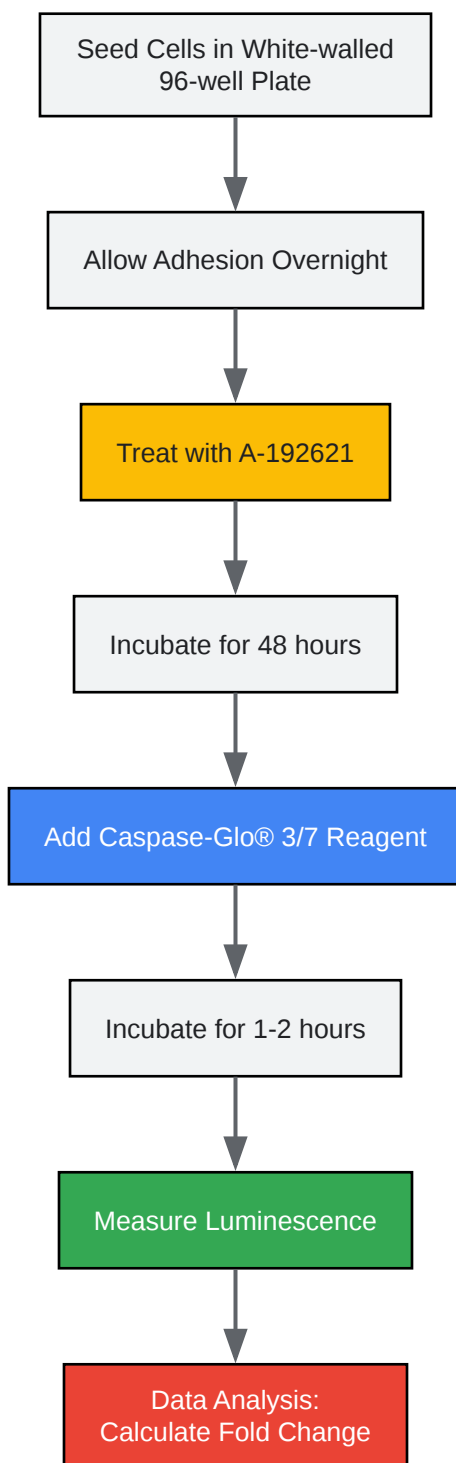 Seed Cells in White-walled
96-well Plate
Allow Adhesion Overnight
Treat with A-192621
Incubate for 48 hours
Add Caspase-Glo® 3/7 Reagent
Incubate for 1-2 hours
Measure Luminescence
Data Analysis:
Calculate Fold Change